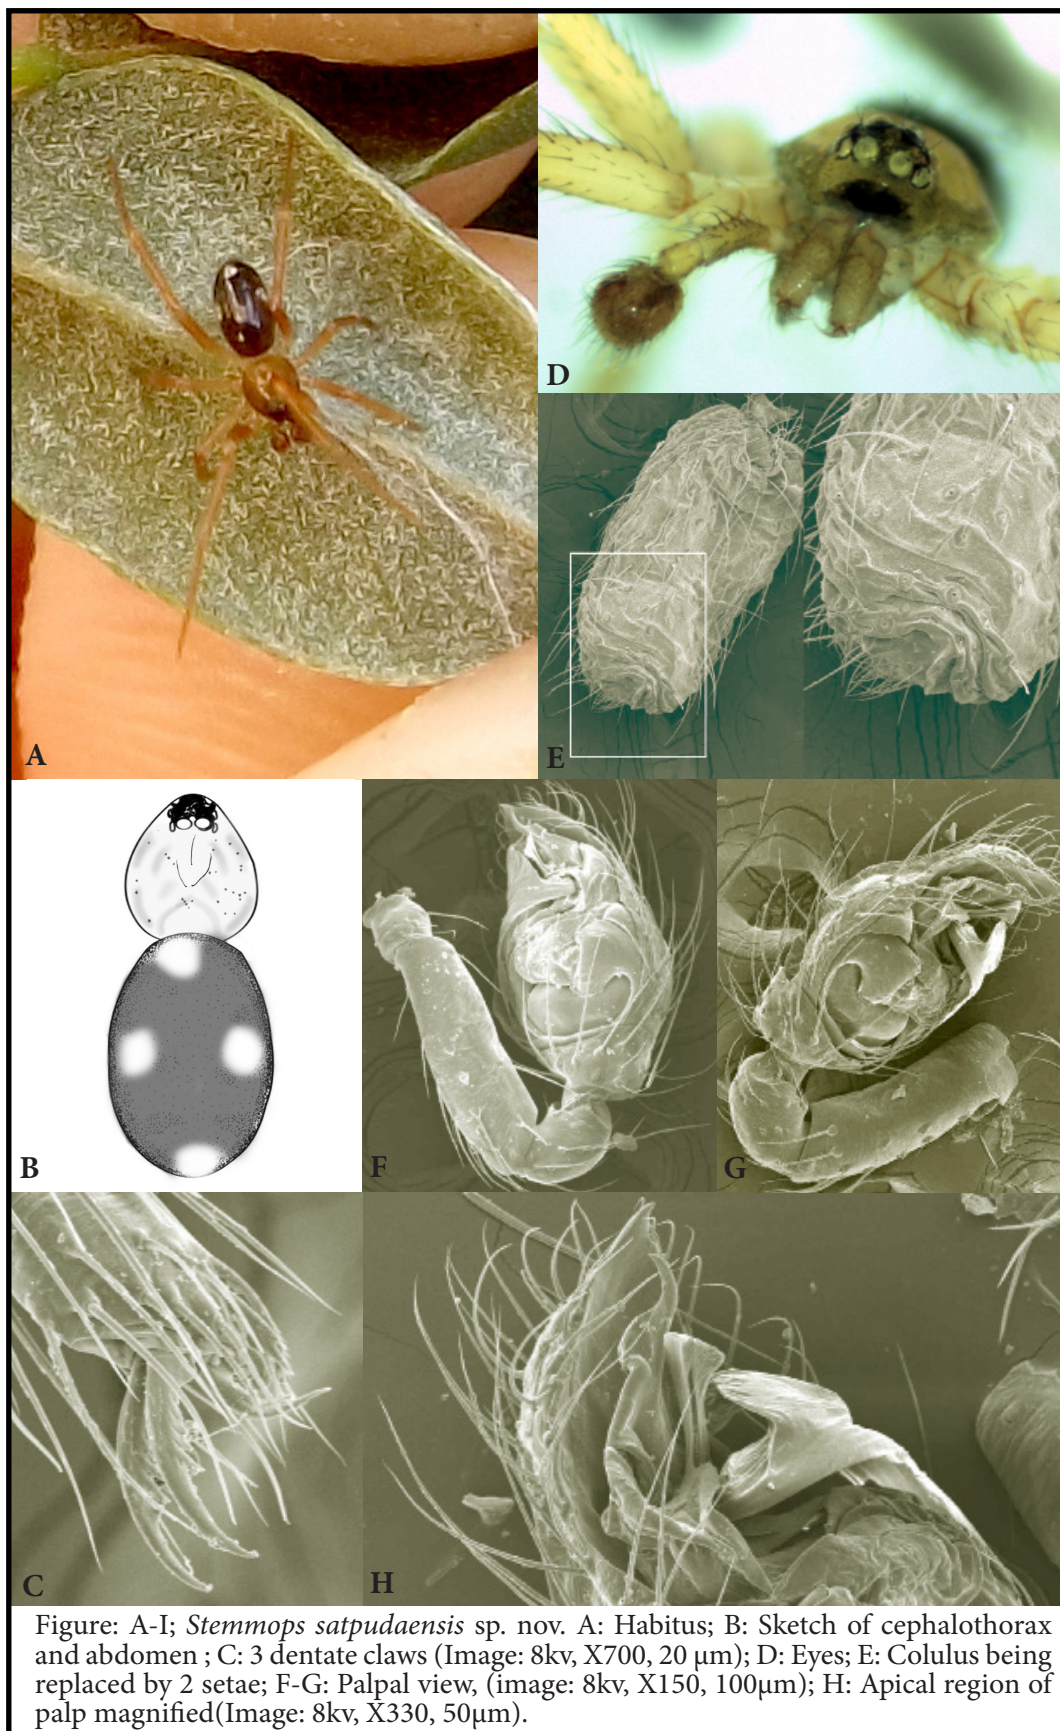 A
D
E
B
F
G
C
H
Figure: A-I; Stemmops satpudaensis sp. nov. A: Habitus; B: Sketch of cephalothorax
and abdomen ; C: 3 dentate claws (Image: 8kv, X700, 20 µm); D: Eyes; E: Colulus being
replaced by 2 setae; F-G: Palpal view, (image: 8kv, X150, 100µm); H: Apical region of
palp magnified(Image: 8kv, X330, 50µm).